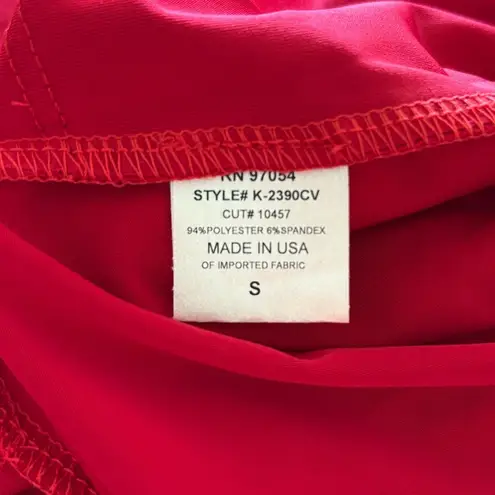 RN 97054
STYLE# K-2390CV
CUT# 10457
94%POLYESTER 6%SPANDEX
MADE IN USA
OF IMPORTED FABRIC
S